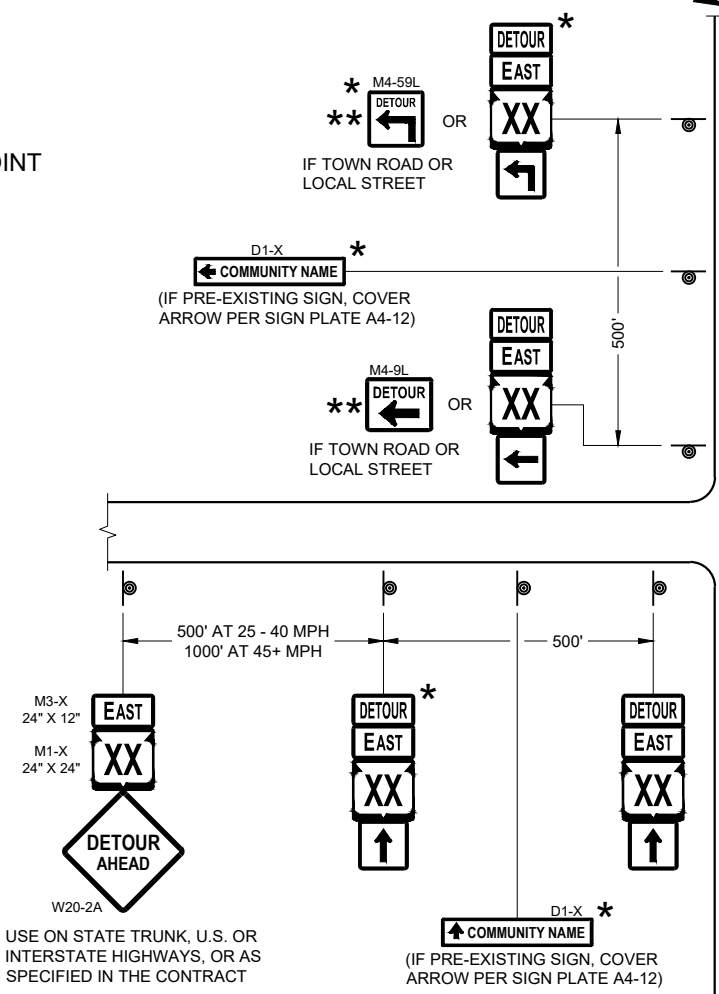 DETOUR *
EAST
XX
M4-59L
*
**
DETOUR
OR
IF TOWN ROAD OR
LOCAL STREET
OINT
D1-X
COMMUNITY NAME *
(IF PRE-EXISTING SIGN, COVER
ARROW PER SIGN PLATE A4-12)
500'
DETOUR
EAST
XX
M4-9L
** DETOUR
OR
IF TOWN ROAD OR
LOCAL STREET
500' AT 25 - 40 MPH
1000' AT 45+ MPH
500'
M3-X
24" X 12"
EAST
M1-X
24" X 24"
XX
DETOUR
AHEAD
W20-2A
USE ON STATE TRUNK, U.S. OR
INTERSTATE HIGHWAYS, OR AS
SPECIFIED IN THE CONTRACT
DETOUR *
EAST
XX
DETOUR
EAST
XX
D1-X
COMMUNITY NAME *
(IF PRE-EXISTING SIGN, COVER
ARROW PER SIGN PLATE A4-12)